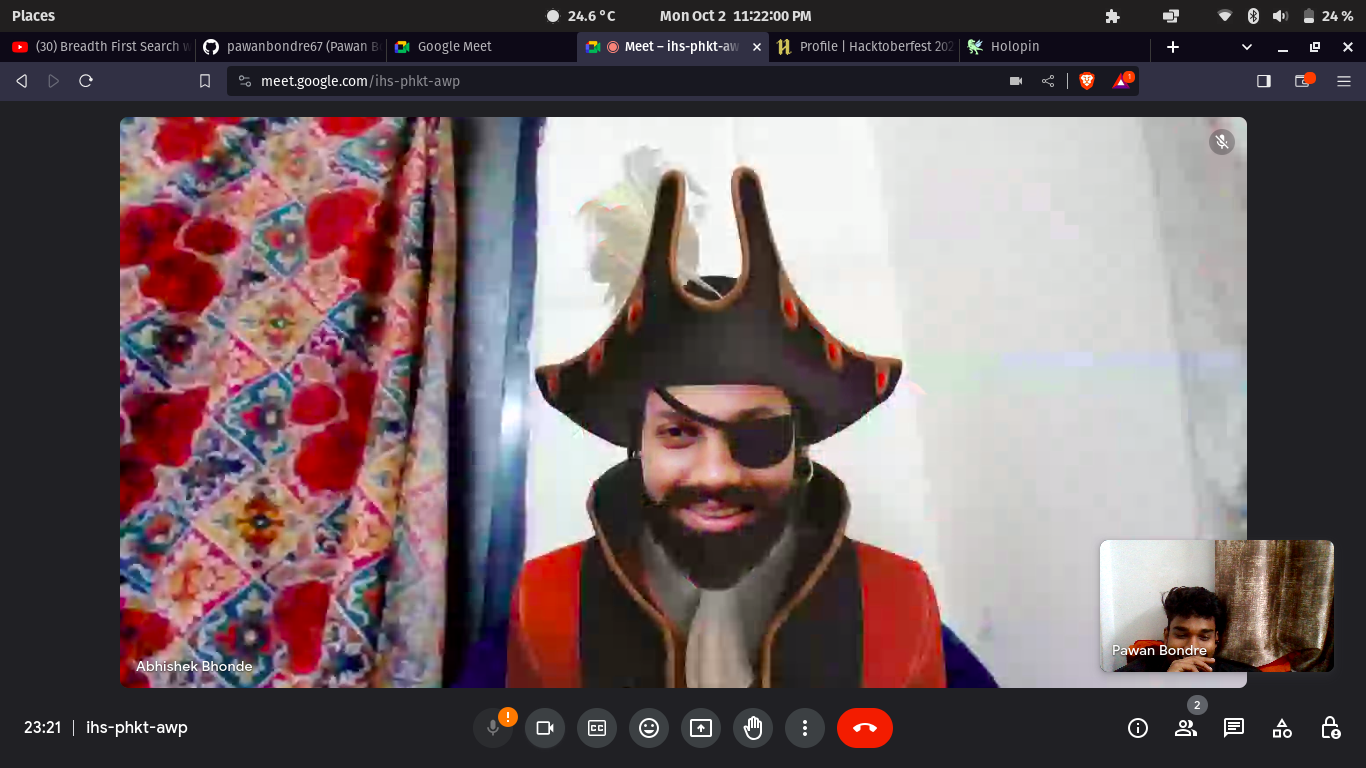 Places
24.6 °C
Mon Oct 2 11:22:00 PM
24 %
(30) Breadth First Search w
pawanbondre67 (Pawan B
Google Meet
Meet – ihs-phkt-aw
Profile | Hacktoberfest 202
Holopin
meet.google.com/ihs-phkt-awp
1
Abhishek Bhonde
Pawan Bondre
23:21 | ihs-phkt-awp
!
CC
2